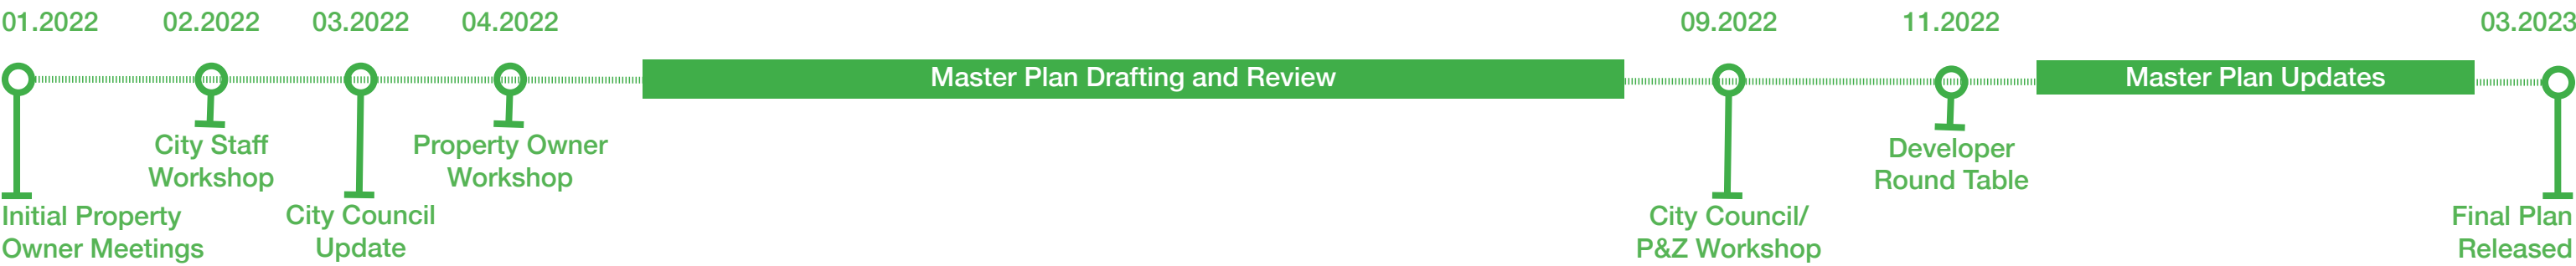 01.2022
02.2022
03.2022
04.2022
09.2022
11.2022
03.2023
Master Plan Drafting and Review
Master Plan Updates
Initial Property
Owner Meetings
City Staff
Workshop
City Council
Update
Property Owner
Workshop
City Council/
P&Z Workshop
Developer
Round Table
Final Plan
Released